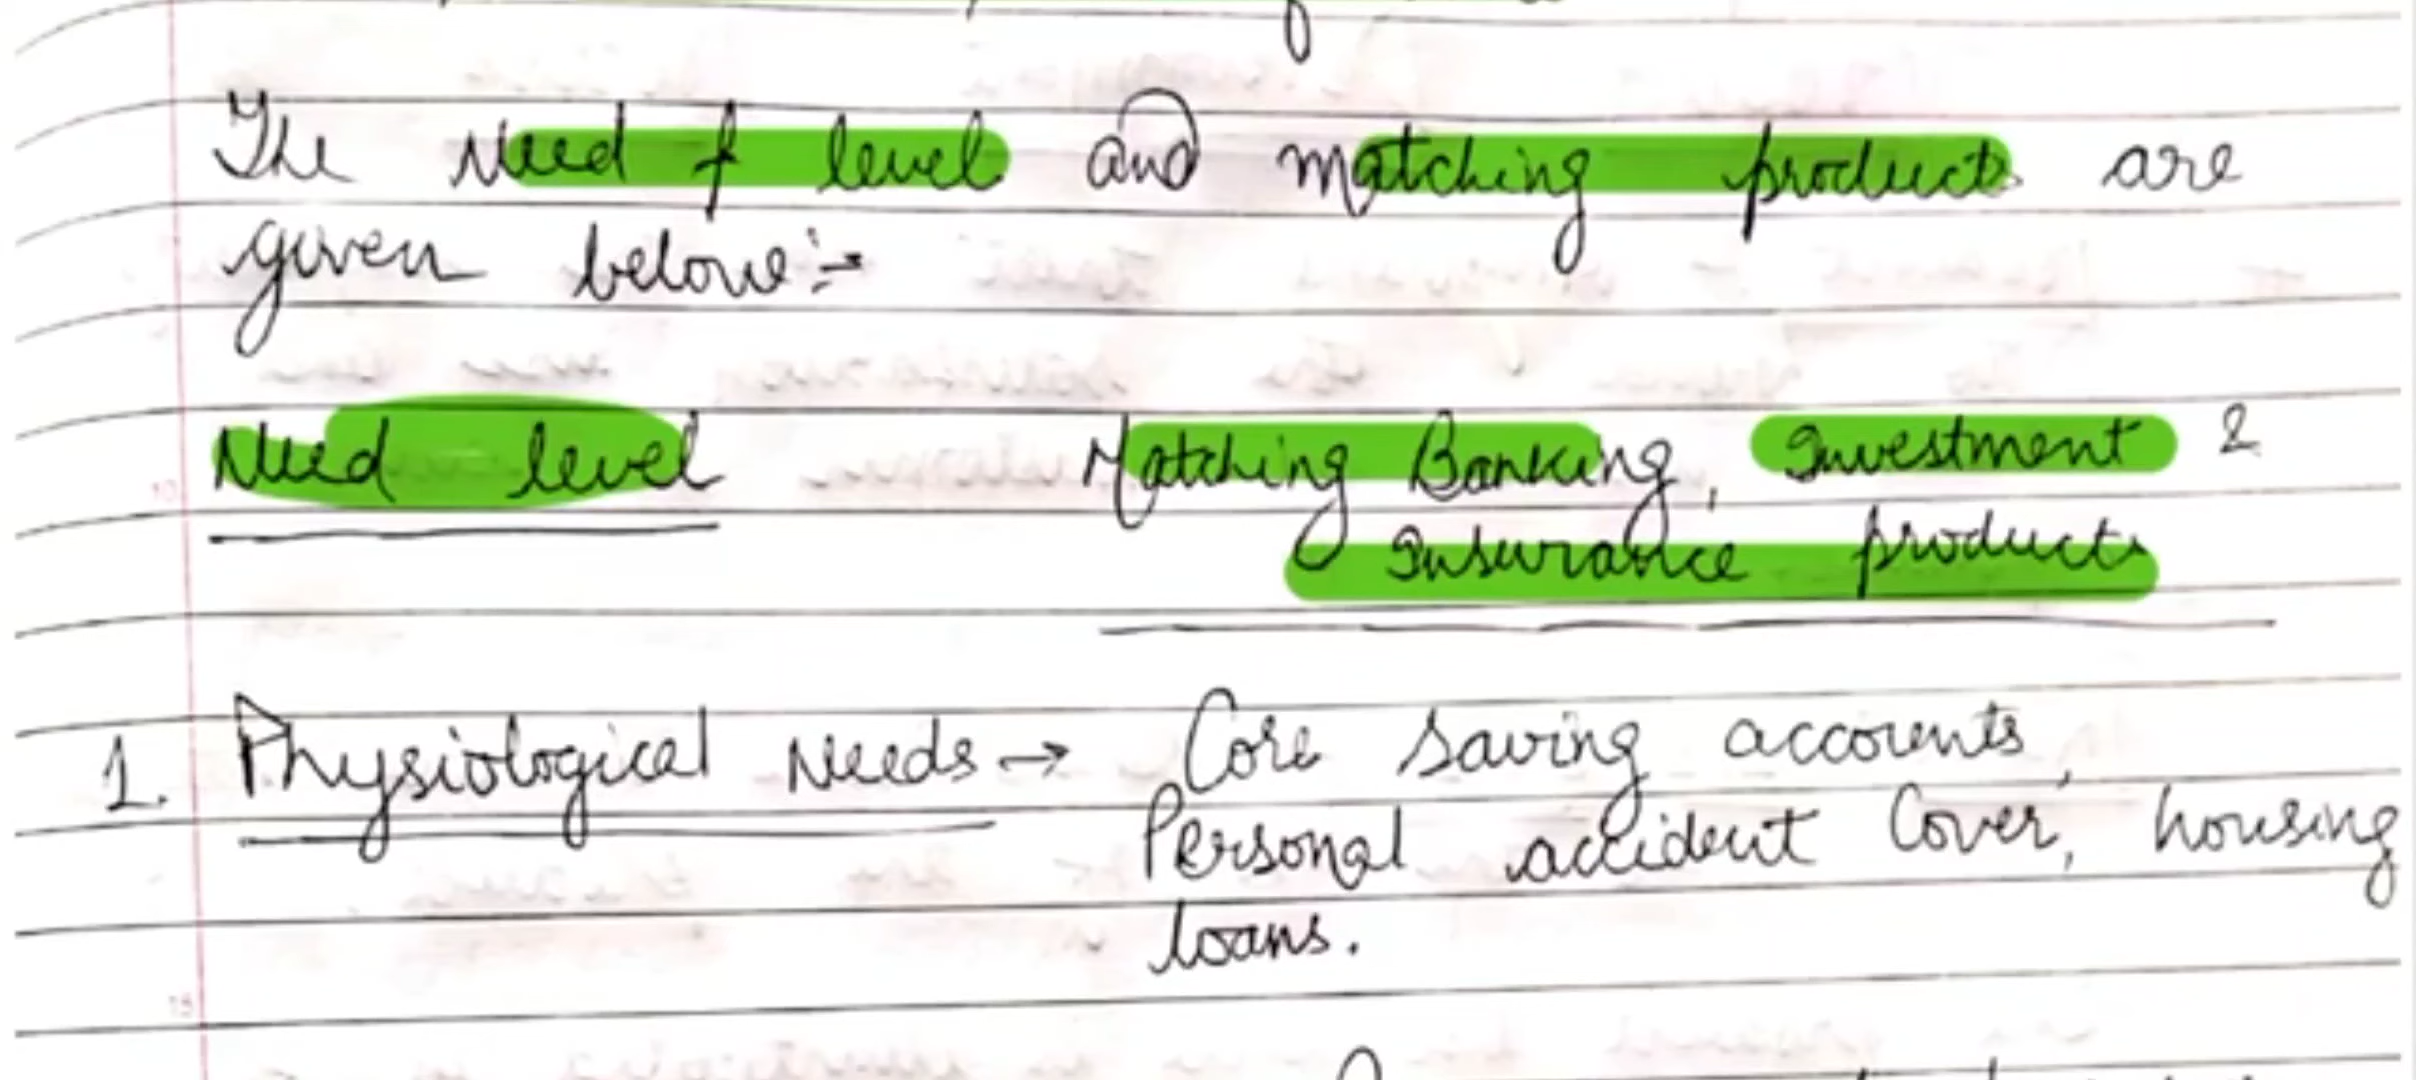 The Need & level and matching products are
given below:-
Need level Matching Banking, Investment &
Insurance products
1. Physiological Needs → Core saving accounts,
Personal accident Cover, housing
loans.